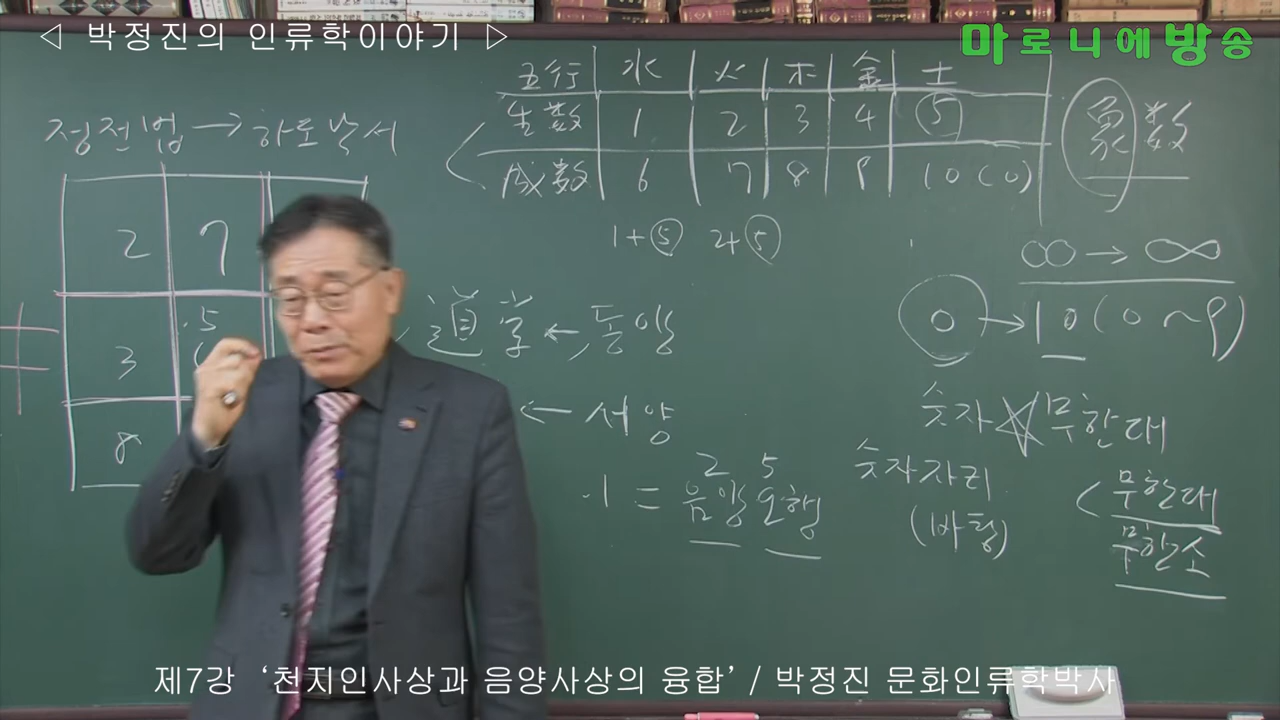 ◁ 박정진의 인류학이야기 ▷
마로니에방송
五行 水 火 木 金 土
生數 1 2 3 4 ⑤
成數 6 7 8 9 10 (0)
象數
정전법 → 하도낙서
2 7
5
3
8
1+⑤ 2+⑤
∞ → ∞
0 → 10 (0~9)
道学 ← 동양
← 서양
숫자 무한대
2 5
1 = 음양오행
숫자자리
(바탕)
무한대
무한소
제7강 ‘천지인사상과 음양사상의 융합’ / 박정진 문화인류학박사